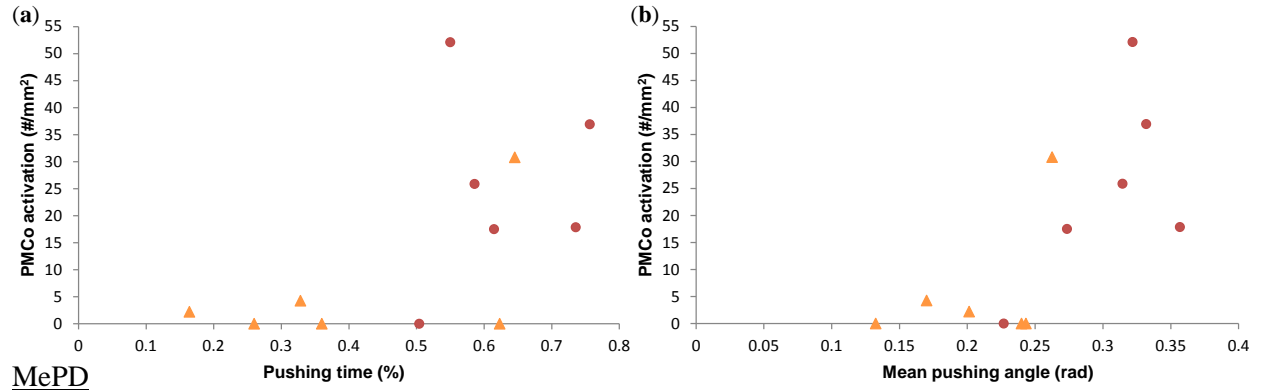 (a)
PMCo activation (#/mm²)
55
50
45
40
35
30
25
20
15
10
5
0
0 0.1 0.2 0.3 0.4 0.5 0.6 0.7 0.8
Pushing time (%)
(b)
PMCo activation (#/mm²)
55
50
45
40
35
30
25
20
15
10
5
0
0 0.05 0.1 0.15 0.2 0.25 0.3 0.35 0.4
Mean pushing angle (rad)
MePD